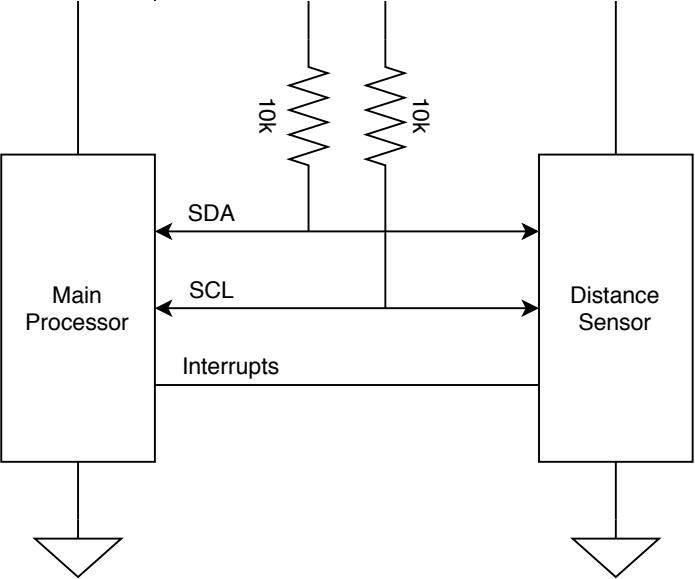 10k
10k
SDA
SCL
Main
Processor
Distance
Sensor
Interrupts